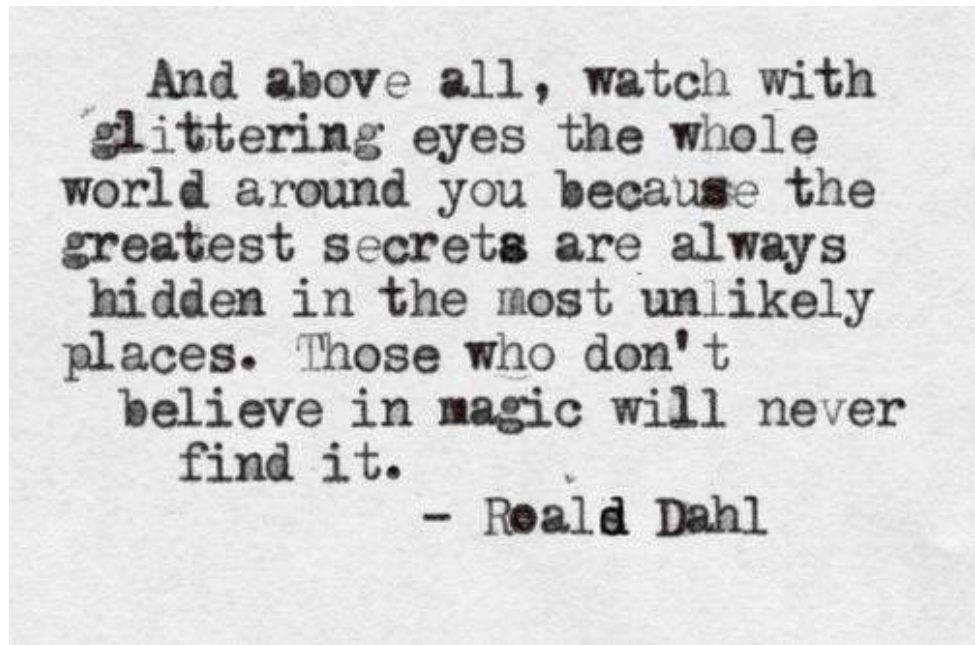 And above all, watch with
glittering eyes the whole
world around you because the
greatest secrets are always
hidden in the most unlikely
places. Those who don't
believe in magic will never
find it.
- Roald Dahl